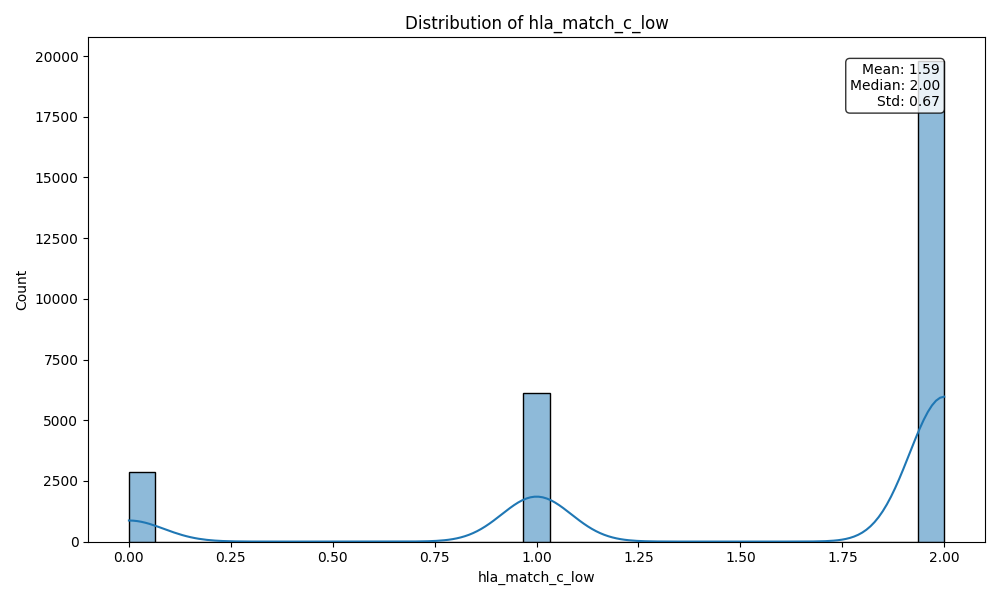 Distribution of hla_match_c_low
Mean: 1.59
Median: 2.00
Std: 0.67
20000
17500
15000
12500
10000
7500
5000
2500
0
Count
0.00 0.25 0.50 0.75 1.00 1.25 1.50 1.75 2.00
hla_match_c_low